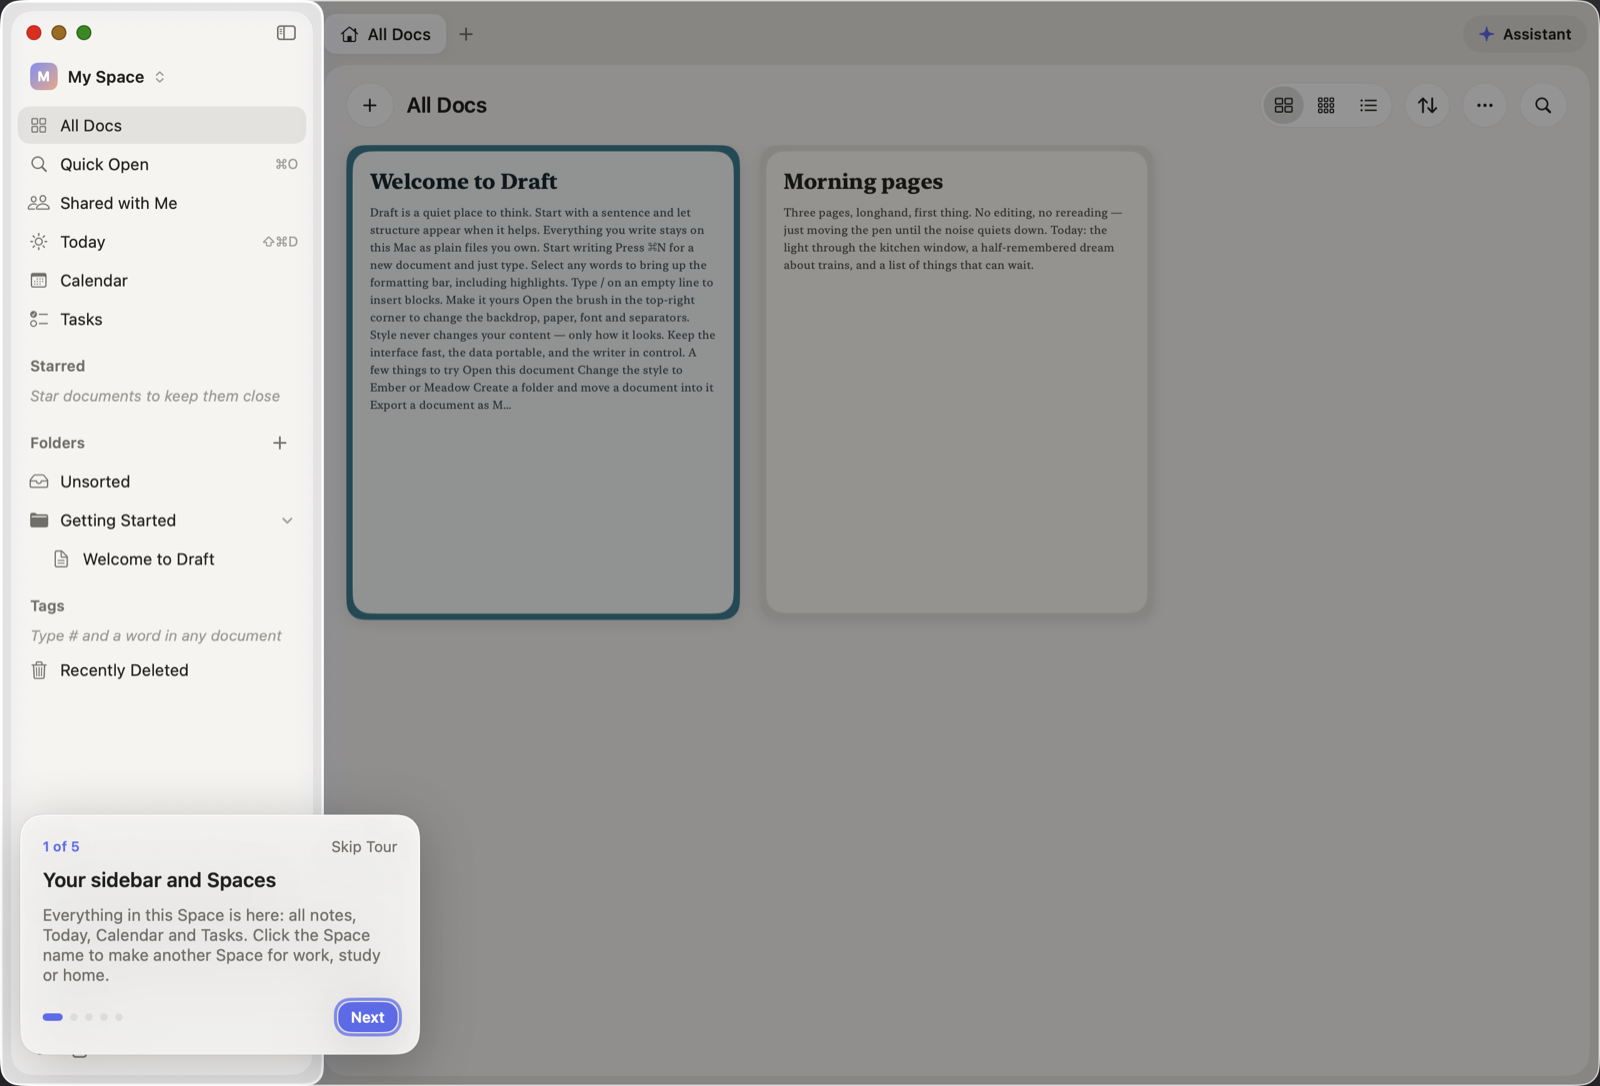 M My Space
All Docs
Quick Open ⌘O
Shared with Me
Today ⇧⌘D
Calendar
Tasks
Starred
Star documents to keep them close
Folders
Unsorted
Getting Started
Welcome to Draft
Tags
Type # and a word in any document
Recently Deleted
1 of 5
Skip Tour
Your sidebar and Spaces
Everything in this Space is here: all notes,
Today, Calendar and Tasks. Click the Space
name to make another Space for work, study
or home.
Next
All Docs
Assistant
All Docs
Welcome to Draft
Draft is a quiet place to think. Start with a sentence and let
structure appear when it helps. Everything you write stays on
this Mac as plain files you own. Start writing Press ⌘N for a
new document and just type. Select any words to bring up the
formatting bar, including highlights. Type / on an empty line to
insert blocks. Make it yours Open the brush in the top-right
corner to change the backdrop, paper, font and separators.
Style never changes your content — only how it looks. Keep the
interface fast, the data portable, and the writer in control. A
few things to try Open this document Change the style to
Ember or Meadow Create a folder and move a document into it
Export a document as M...
Morning pages
Three pages, longhand, first thing. No editing, no rereading —
just moving the pen until the noise quiets down. Today: the
light through the kitchen window, a half-remembered dream
about trains, and a list of things that can wait.